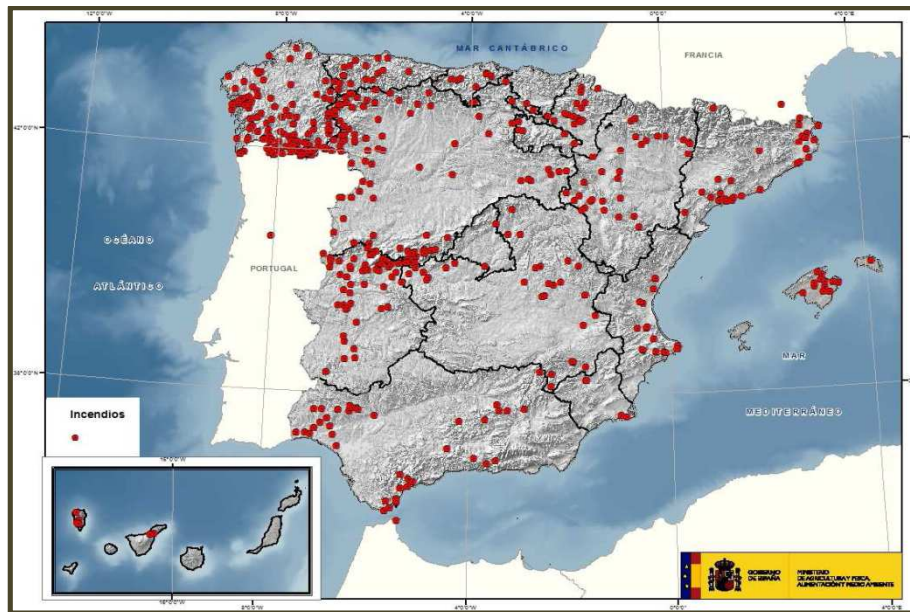 MAR CANTÁBRICO
FRANCIA
OCÉANO
ATLÁNTICO
PORTUGAL
MAR
MEDITERRÁNEO
Incendios
GOBIERNO
DE ESPAÑA
MINISTERIO
DE AGRICULTURA Y PESCA,
ALIMENTACIÓN Y MEDIO AMBIENTE